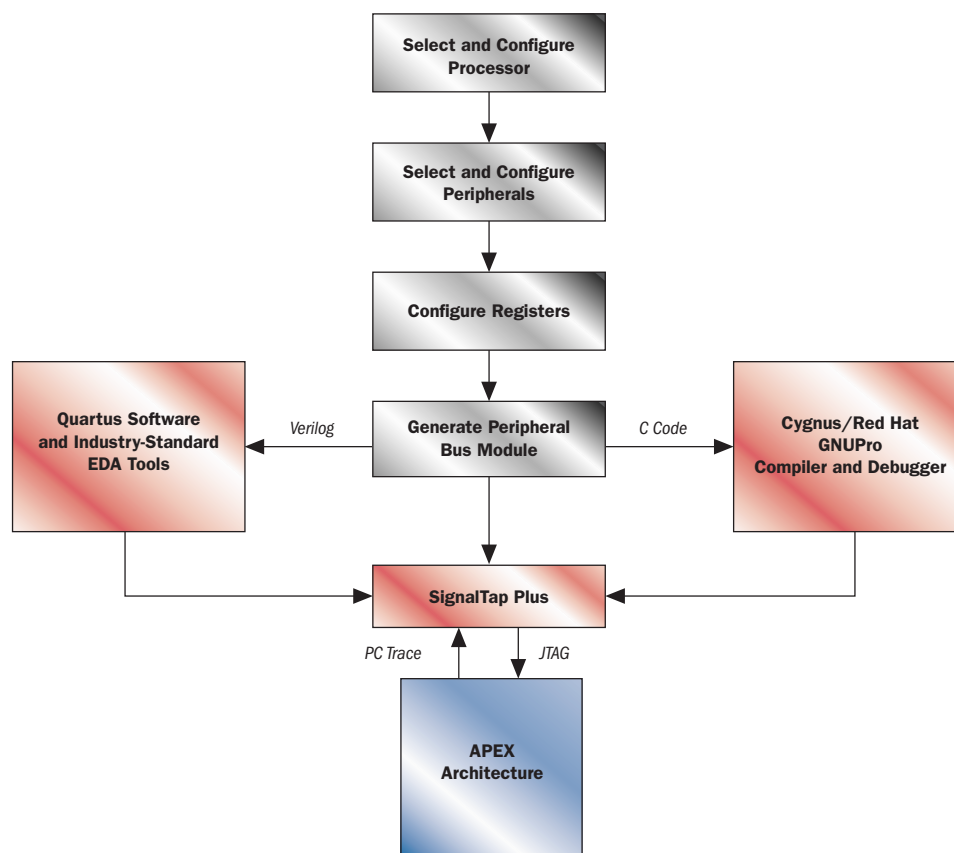 Select and Configure
Processor
Select and Configure
Peripherals
Configure Registers
Quartus Software
and Industry-Standard
EDA Tools
Verilog
Generate Peripheral
Bus Module
C Code
Cygnus/Red Hat
GNUPro
Compiler and Debugger
SignalTap Plus
PC Trace
JTAG
APEX
Architecture